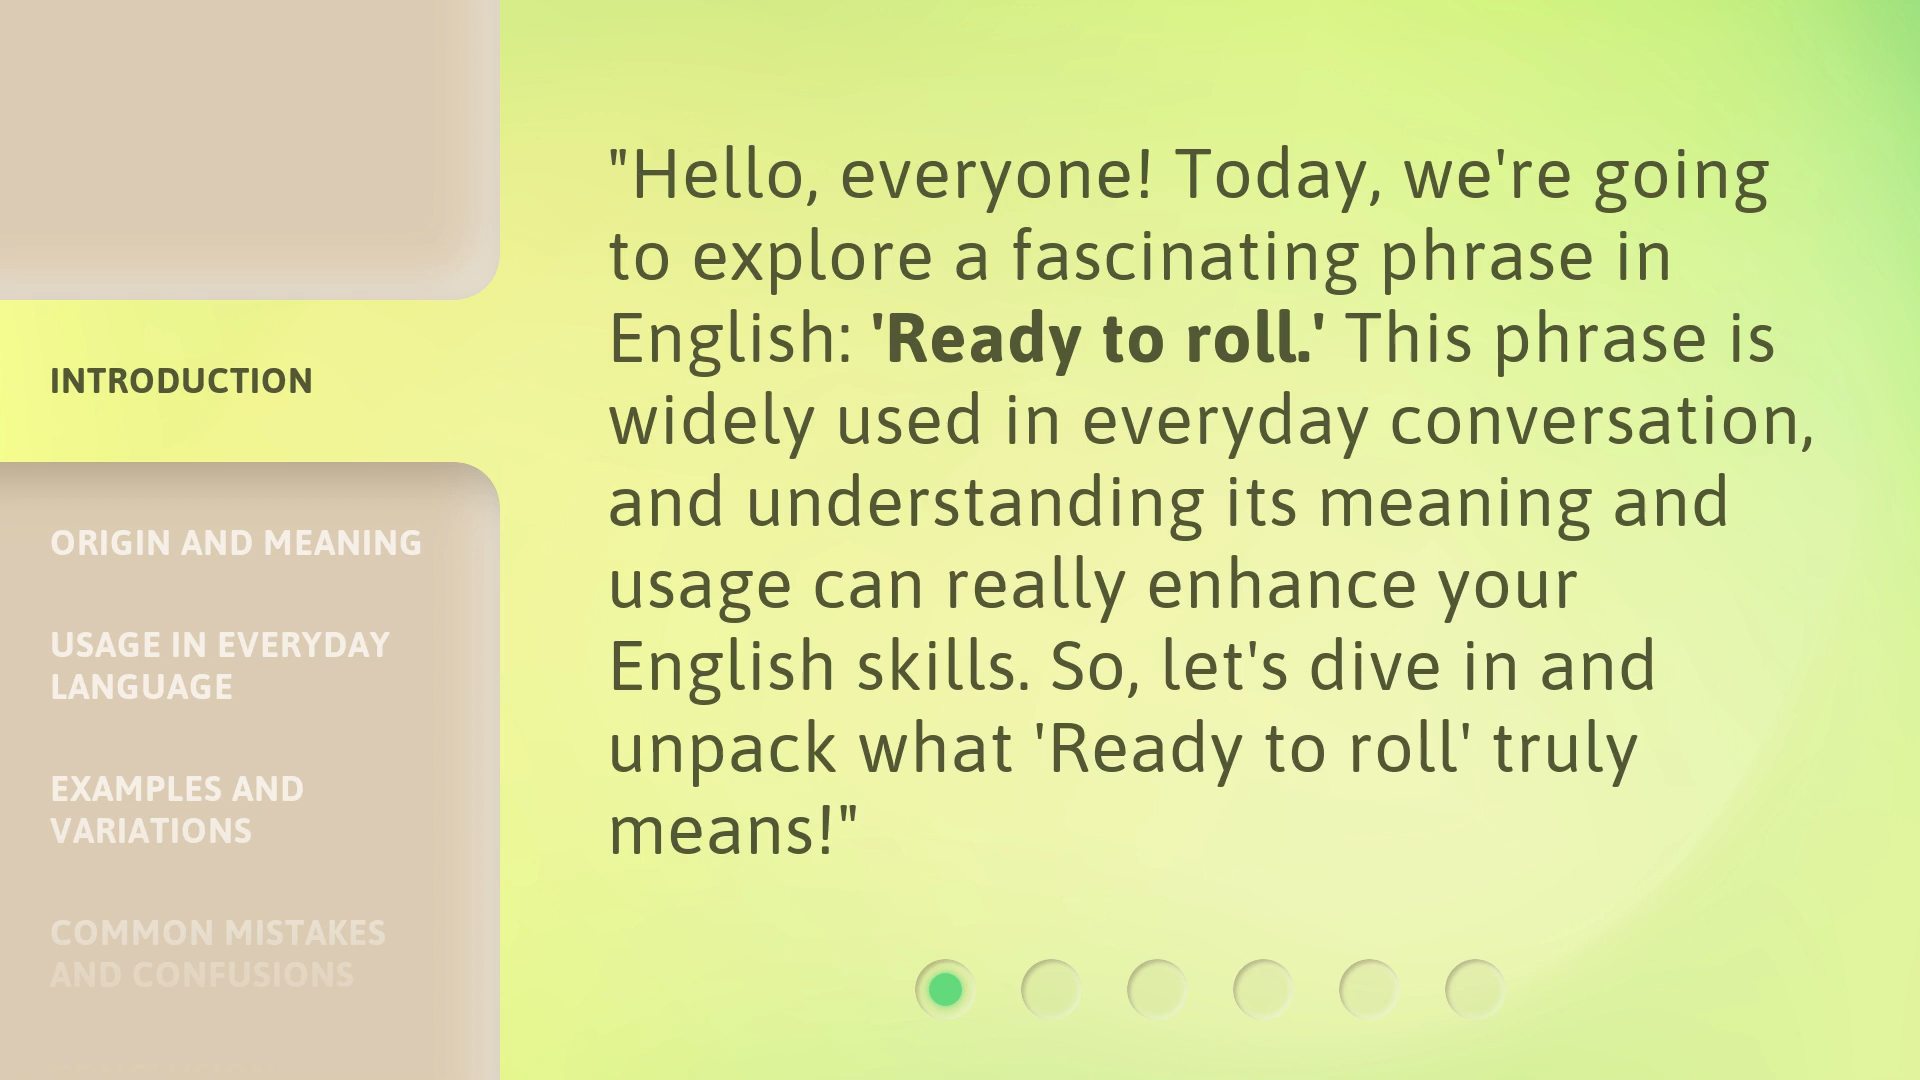 INTRODUCTION
ORIGIN AND MEANING
USAGE IN EVERYDAY
LANGUAGE
EXAMPLES AND
VARIATIONS
COMMON MISTAKES
AND CONFUSIONS
"Hello, everyone! Today, we're going
to explore a fascinating phrase in
English: 'Ready to roll.' This phrase is
widely used in everyday conversation,
and understanding its meaning and
usage can really enhance your
English skills. So, let's dive in and
unpack what 'Ready to roll' truly
means!"